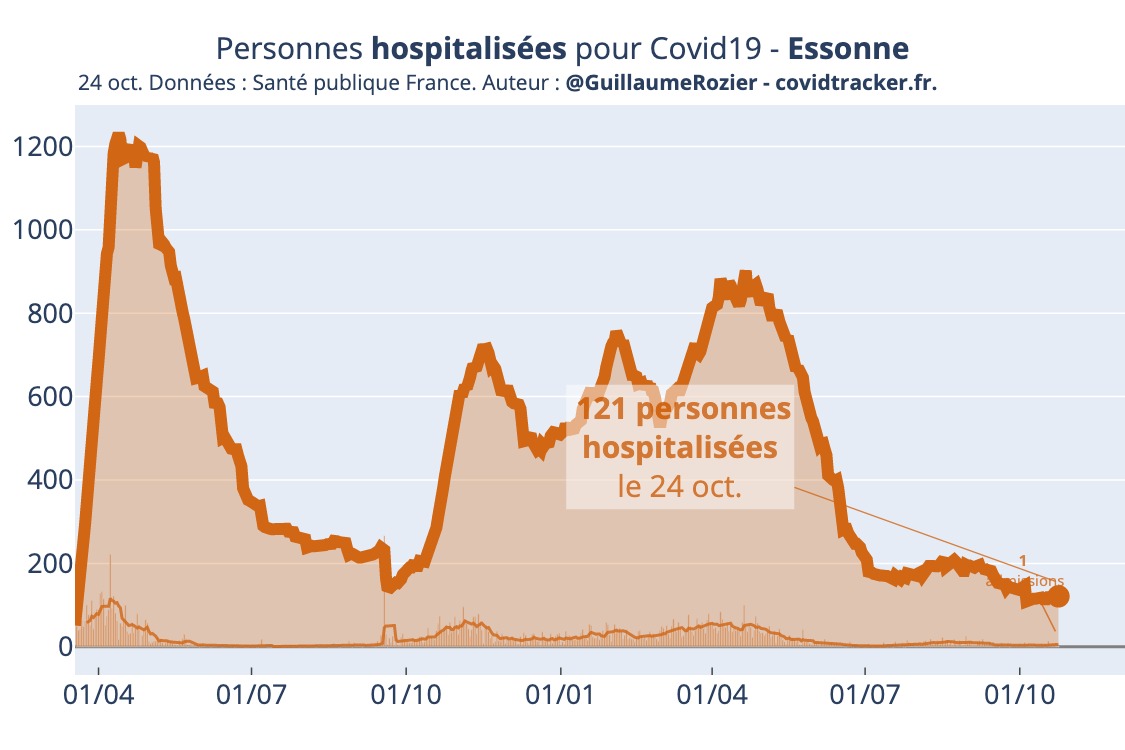 Personnes hospitalisées pour Covid19 - Essonne
24 oct. Données : Santé publique France. Auteur : @GuillaumeRozier - covidtracker.fr.
1200
1000
800
600
400
200
0
121 personnes
hospitalisées
le 24 oct.
1
admissions
01/04
01/07
01/10
01/01
01/04
01/07
01/10